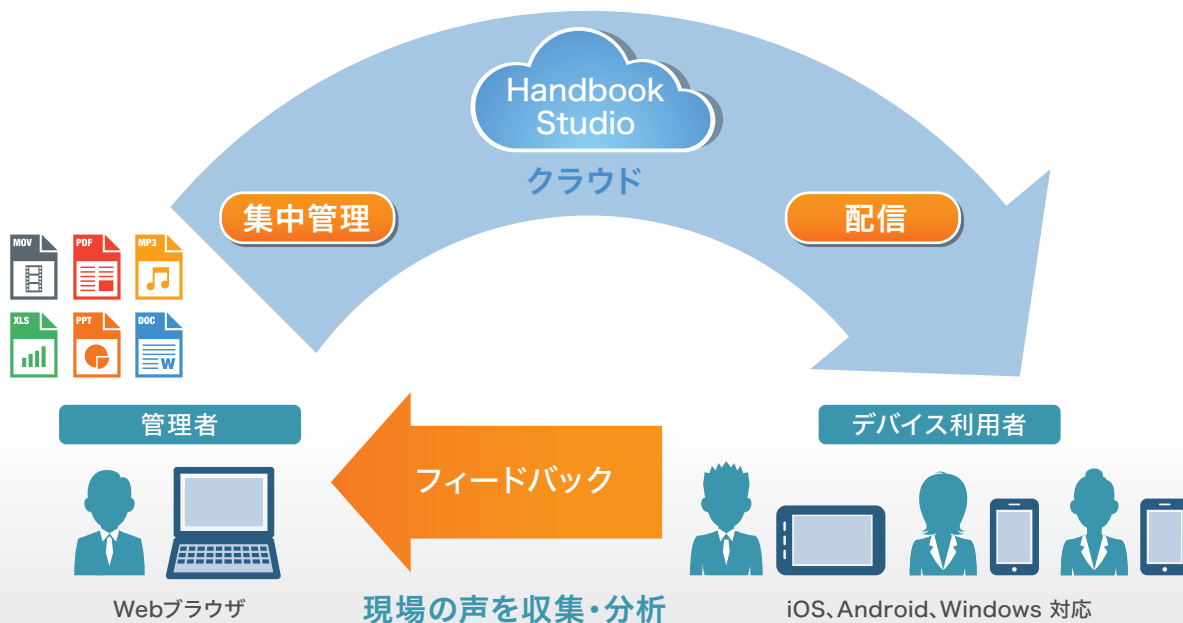 Handbook
Studio
クラウド
集中管理
配信
MOV
PDF
MP3
XLS
PPT
DOC
W
管理者
デバイス利用者
フィードバック
Webブラウザ
現場の声を収集・分析
iOS、Android、Windows 対応